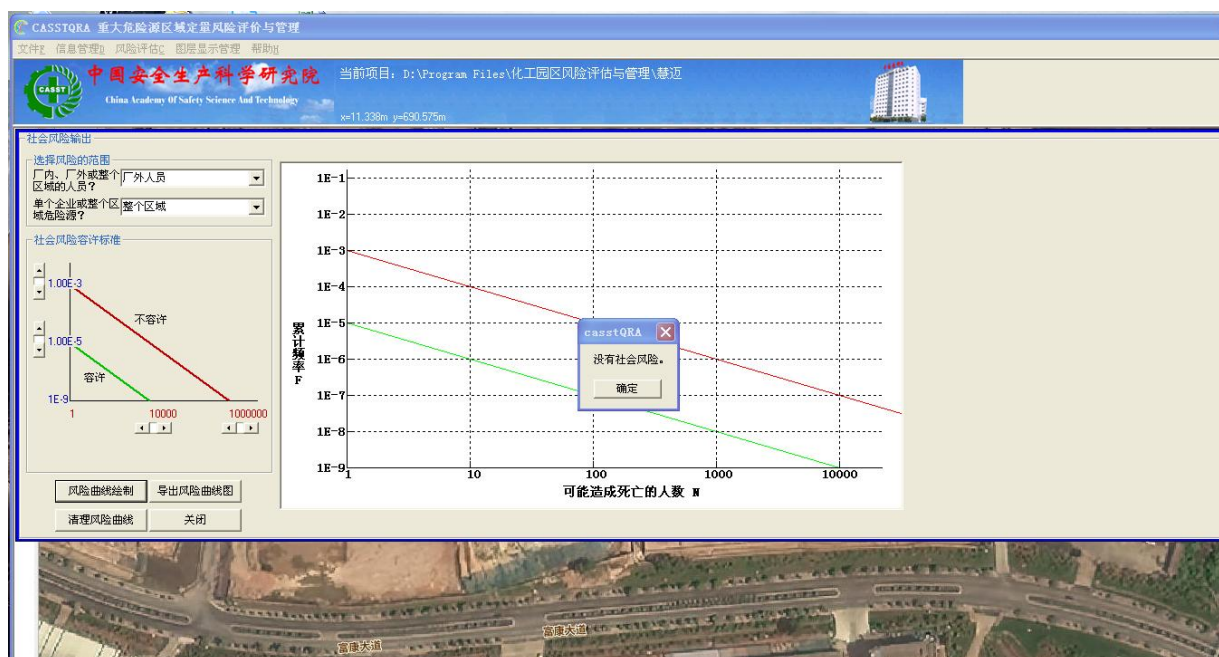 CASSTQRA 重大危险源区域定量风险评价与管理
文件E 信息管理D 风险评估C 图层显示管理 帮助H
CASST
中国安全生产科学研究院
China Academy Of Safety Science And Technology
当前项目: D:\Program Files\化工园区风险评估与管理\慧迈
x=11.338m y=690.575m
社会风险输出
选择风险的范围
厂内、厂外或整个区域的人员?
厂外人员
单个企业或整个区域危险源?
整个区域
社会风险容许标准
1.00E-3
1.00E-5
1E-9
不容许
容许
1
10000
1000000
风险曲线绘制
导出风险曲线图
清理风险曲线
关闭
1E-1
1E-2
1E-3
1E-4
1E-5
1E-6
1E-7
1E-8
1E-9
累计频率 F
1
10
100
1000
10000
可能造成死亡的人数 N
casstQRA
没有社会风险。
确定
富康大道
富康大道